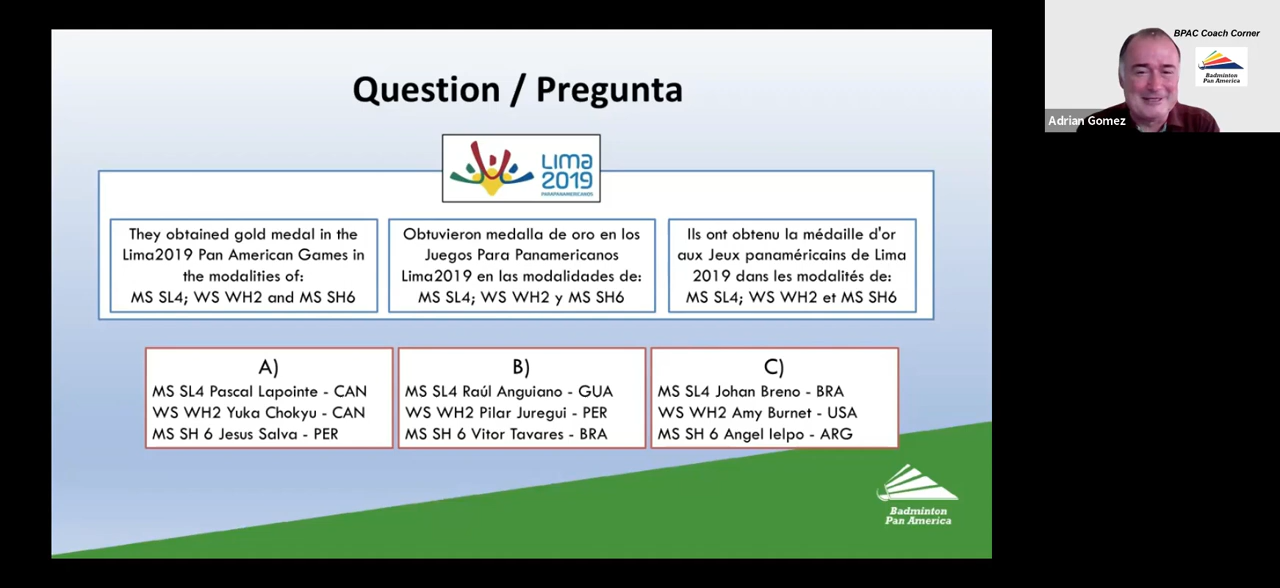 Question / Pregunta
LIMA
2019
PARAPANAMERICANOS
They obtained gold medal in the
Lima2019 Pan American Games in
the modalities of:
MS SL4; WS WH2 and MS SH6
Obtuvieron medalla de oro en los
Juegos Para Panamericanos
Lima2019 en las modalidades de:
MS SL4; WS WH2 y MS SH6
Ils ont obtenu la médaille d'or
aux Jeux panaméricains de Lima
2019 dans les modalités de:
MS SL4; WS WH2 et MS SH6
A)
MS SL4 Pascal Lapointe - CAN
WS WH2 Yuka Chokyu - CAN
MS SH 6 Jesus Salva - PER
B)
MS SL4 Raúl Anguiano - GUA
WS WH2 Pilar Juregui - PER
MS SH 6 Vitor Tavares - BRA
C)
MS SL4 Johan Breno - BRA
WS WH2 Amy Burnet - USA
MS SH 6 Angel Ielpo - ARG
Badminton
Pan America
BPAC Coach Corner
Badminton
Pan America
Adrian Gomez